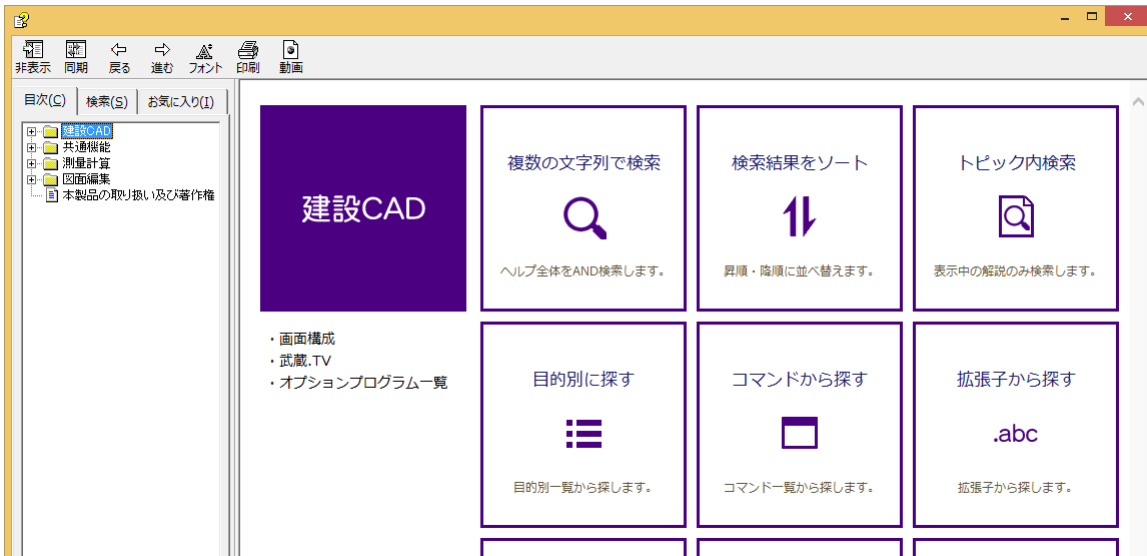 非表示 同期 戻る 進む フォント 印刷 動画
目次(C) 検索(S) お気に入り(I)
建設CAD
共通機能
測量計算
図面編集
本製品の取り扱い及び著作権
建設CAD
・画面構成
・武蔵.TV
・オプションプログラム一覧
複数の文字列で検索
ヘルプ全体をAND検索します。
検索結果をソート
昇順・降順に並べ替えます。
トピック内検索
表示中の解説のみ検索します。
目的別に探す
目的別一覧から探します。
コマンドから探す
コマンド一覧から探します。
拡張子から探す
.abc
拡張子から探します。